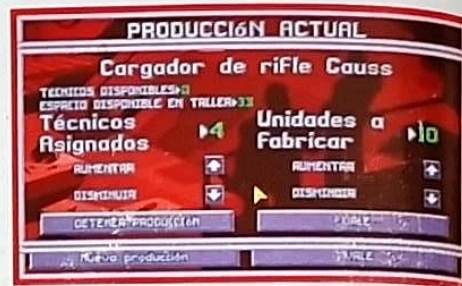 PRODUCCIóN ACTUAL
Cargador de rifle Gauss
TECNICOS DISPONIBLES>0
ESPACIO DISPONIBLE EN TALLER>33
Técnicos Asignados >4
Unidades a Fabricar >10
AUMENTAR
AUMENTAR
DISMINUIR
DISMINUIR
DETENER PRODUCCIóN
VALE
Nueva producción
VALE